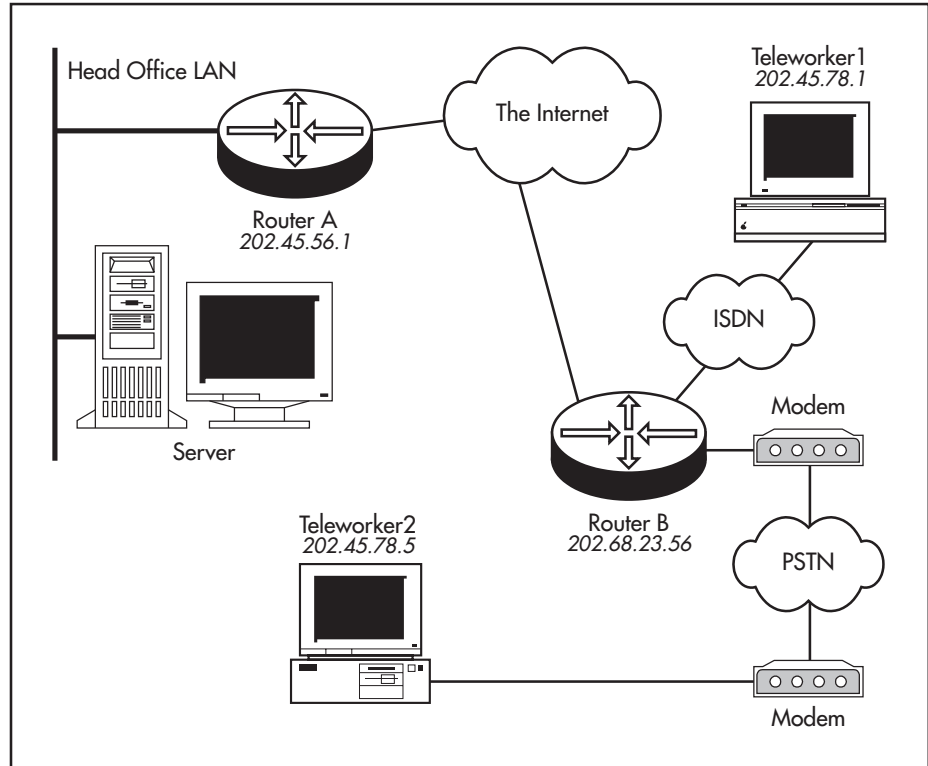 Head Office LAN
Router A
202.45.56.1
The Internet
Teleworker1
202.45.78.1
Server
ISDN
Router B
202.68.23.56
Modem
PSTN
Teleworker2
202.45.78.5
Modem